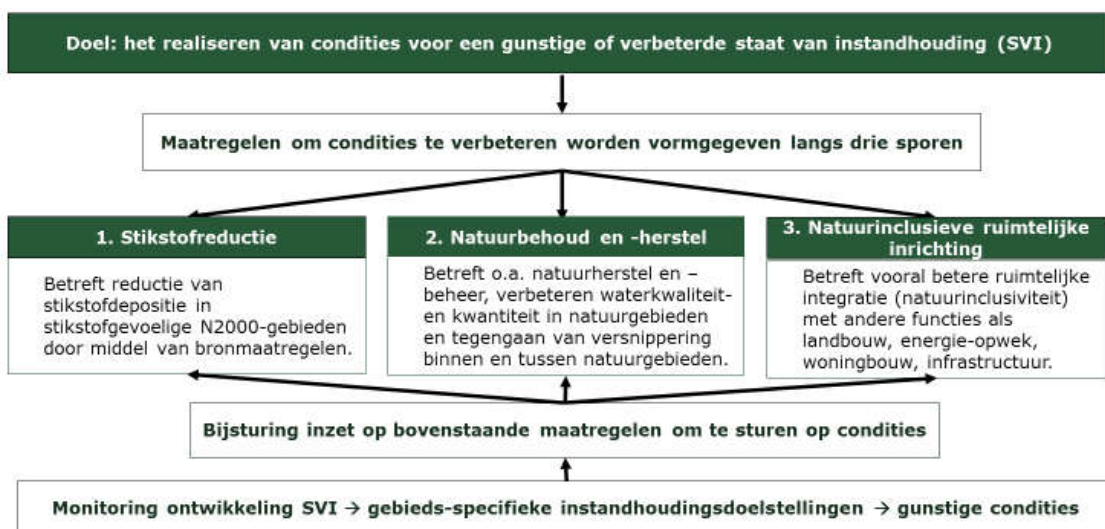 Doel: het realiseren van condities voor een gunstige of verbeterde staat van instandhouding (SVI)
Maatregelen om condities te verbeteren worden vormgegeven langs drie sporen
1. Stikstofreductie
Betreft reductie van
stikstofdepositie in
stikstofgevoelige N2000-gebieden
door middel van bronmaatregelen.
2. Natuurbehoud en -herstel
Betreft o.a. natuurherstel en –
beheer, verbeteren waterkwaliteit-
en kwantiteit in natuurgebieden
en tegengaan van versnippering
binnen en tussen natuurgebieden.
3. Natuurinclusieve ruimtelijke
inrichting
Betreft vooral betere ruimtelijke
integratie (natuurinclusiviteit)
met andere functies als
landbouw, energie-opwek,
woningbouw, infrastructuur.
Bijsturing inzet op bovenstaande maatregelen om te sturen op condities
Monitoring ontwikkeling SVI → gebieds-specifieke instandhoudingsdoelstellingen → gunstige condities